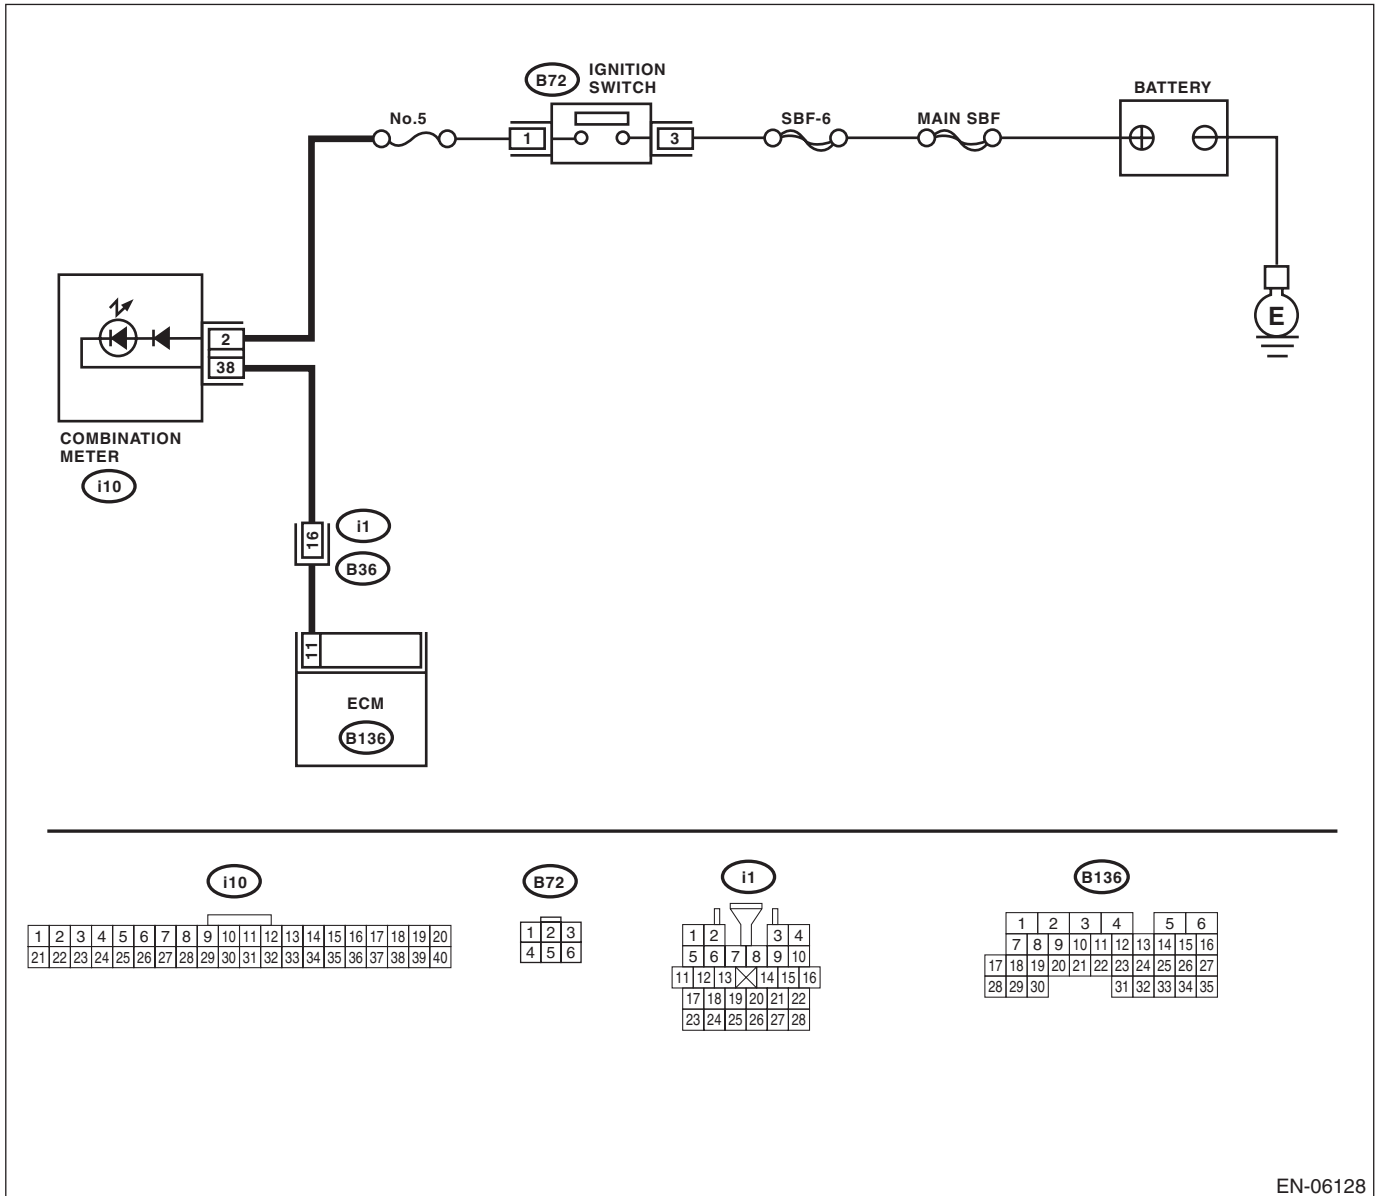 B72
IGNITION
SWITCH
No.5
1
3
SBF-6
MAIN SBF
BATTERY
E
2
38
COMBINATION
METER
i10
16
i1
B36
11
ECM
B136
i10
1 2 3 4 5 6 7 8 9 10 11 12 13 14 15 16 17 18 19 20
21 22 23 24 25 26 27 28 29 30 31 32 33 34 35 36 37 38 39 40
B72
1 2 3
4 5 6
i1
1 2 3 4
5 6 7 8 9 10
11 12 13 14 15 16
17 18 19 20 21 22
23 24 25 26 27 28
B136
1 2 3 4 5 6
7 8 9 10 11 12 13 14 15 16
17 18 19 20 21 22 23 24 25 26 27
28 29 30 31 32 33 34 35
EN-06128